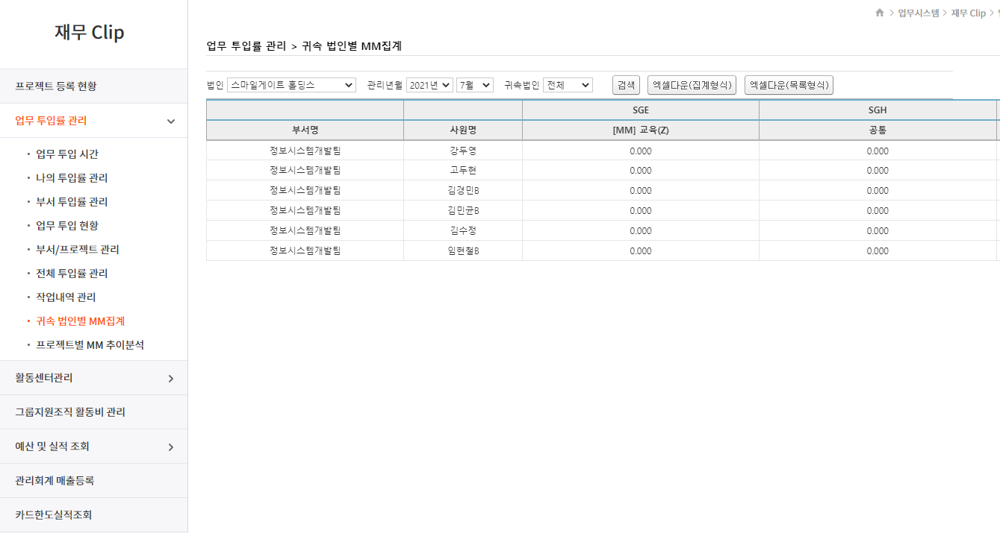 재무 Clip
프로젝트 등록 현황
업무 투입률 관리
· 업무 투입 시간
· 나의 투입률 관리
· 부서 투입률 관리
· 업무 투입 현황
· 부서/프로젝트 관리
· 전체 투입률 관리
· 작업내역 관리
· 귀속 법인별 MM집계
· 프로젝트별 MM 추이분석
활동센터관리
그룹지원조직 활동비 관리
예산 및 실적 조회
관리회계 매출등록
카드한도실적조회
> 업무시스템 > 재무 Clip >
업무 투입률 관리 > 귀속 법인별 MM집계
법인 스마일게이트 홀딩스 관리년월 2021년 7월 귀속법인 전체 검색 엑셀다운(집계형식) 엑셀다운(목록형식)
SGE SGH
부서명 사원명 [MM] 교육(Z) 공통
정보시스템개발팀 강두영 0.000 0.000
정보시스템개발팀 고두현 0.000 0.000
정보시스템개발팀 김경민B 0.000 0.000
정보시스템개발팀 김민균B 0.000 0.000
정보시스템개발팀 김수정 0.000 0.000
정보시스템개발팀 임현철B 0.000 0.000